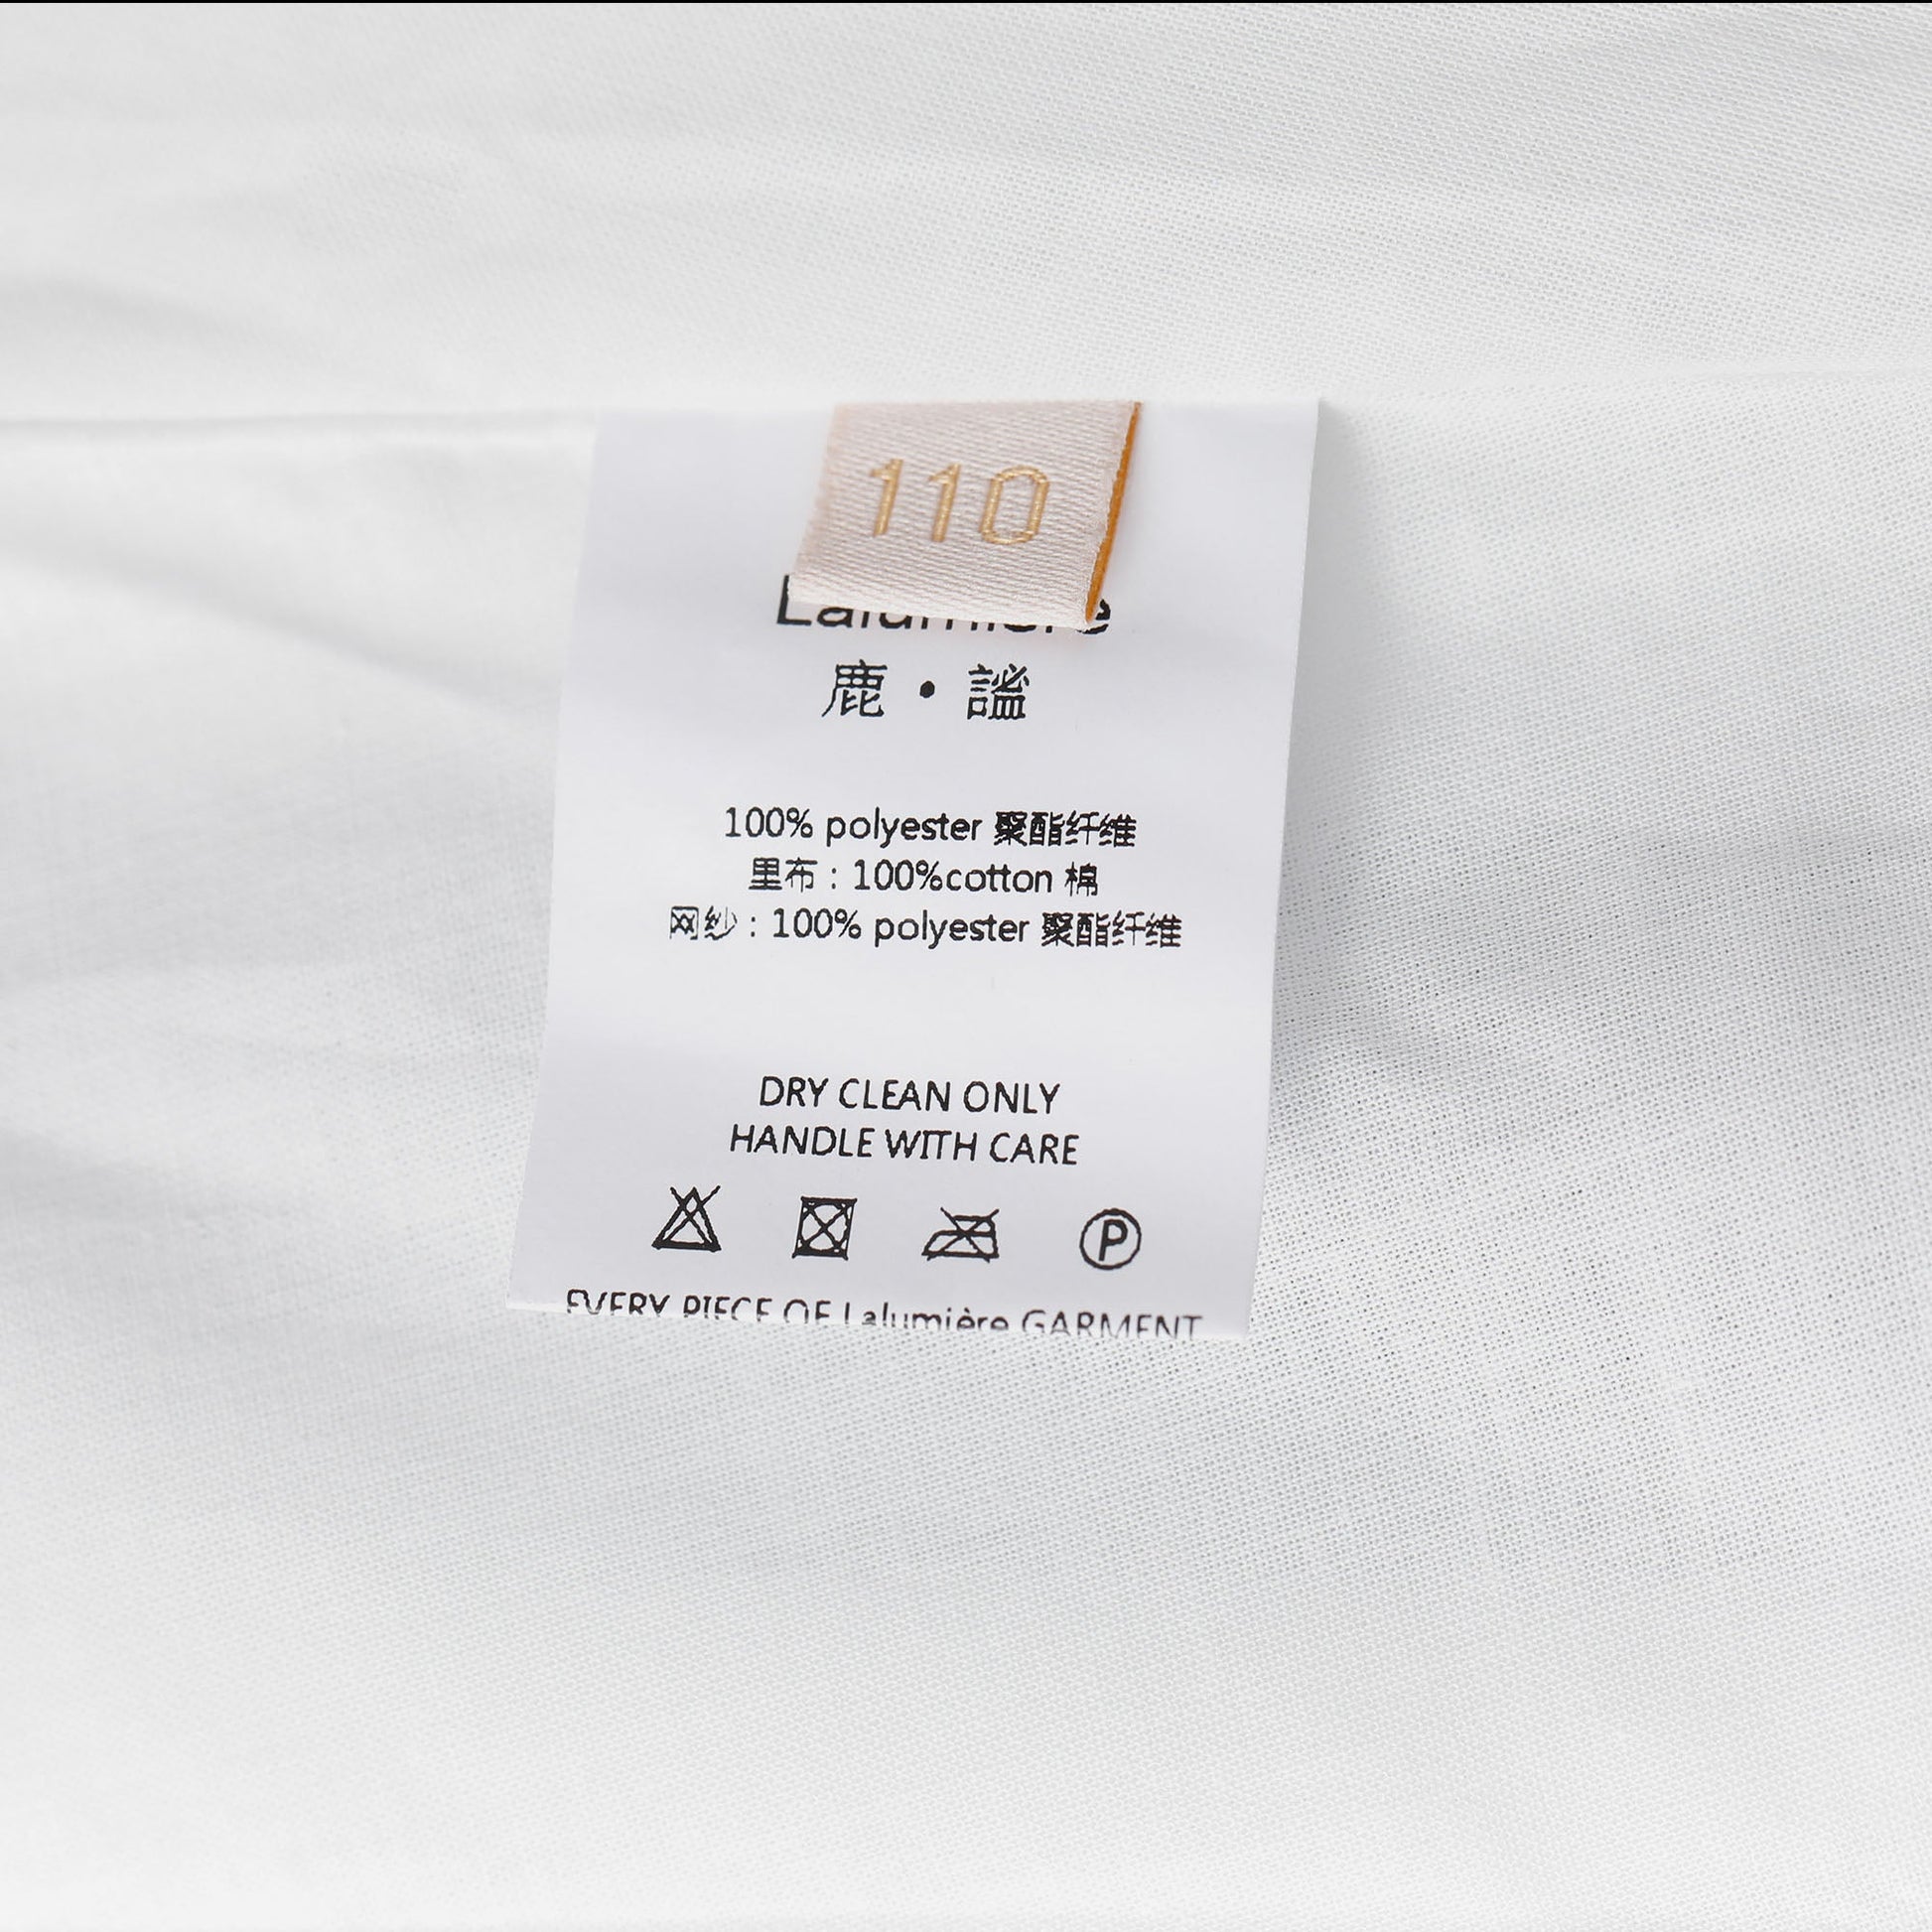 110
Lalumière
鹿·謐
100% polyester 聚酯纤维
里布：100%cotton 棉
网纱：100% polyester 聚酯纤维
DRY CLEAN ONLY
HANDLE WITH CARE
P
EVERY PIECE OF Lalumière GARMENT